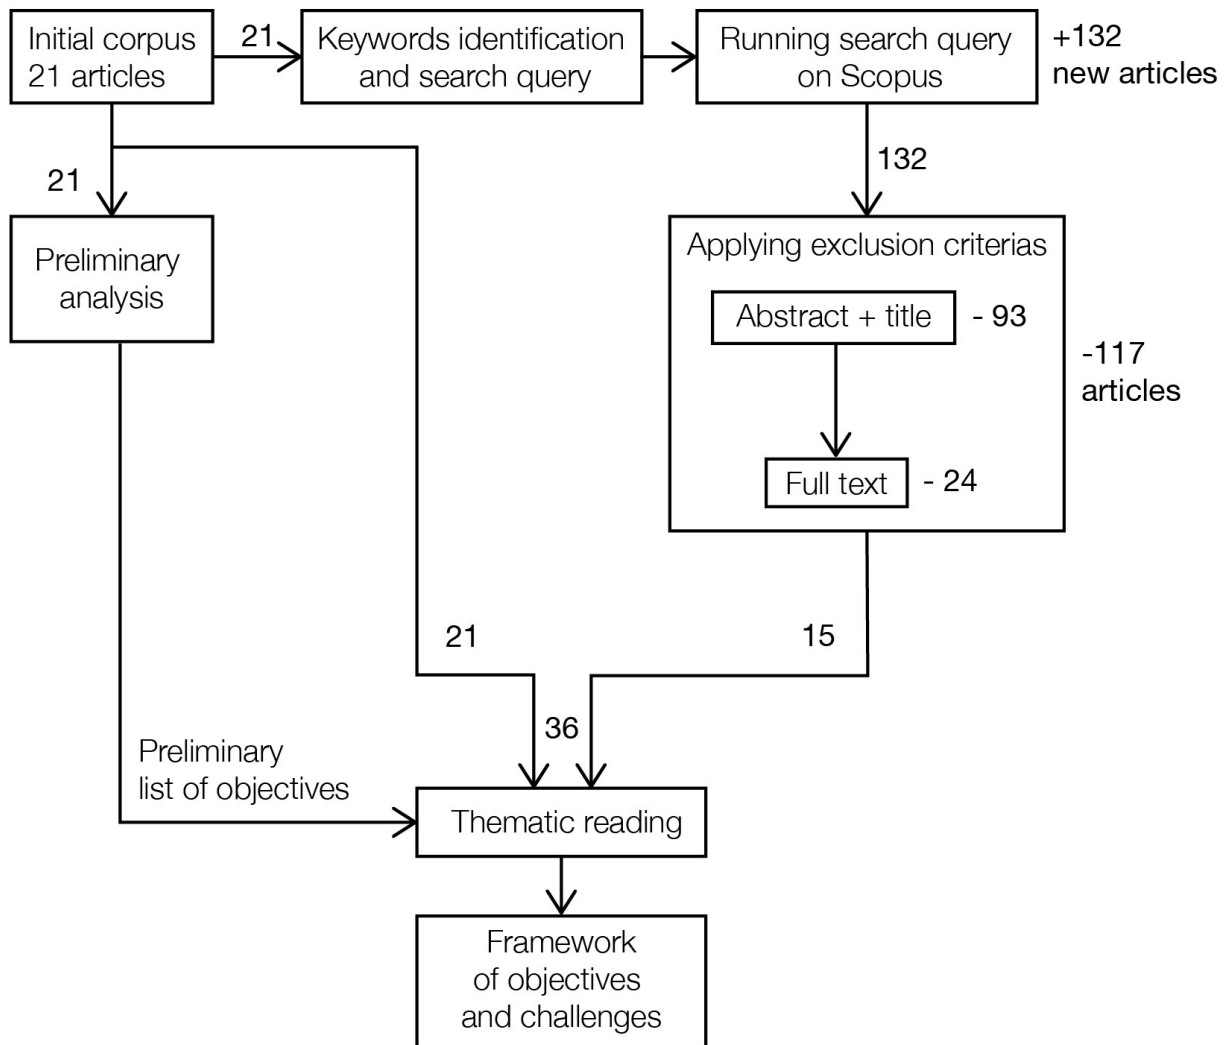 Initial corpus
21 articles
21
Keywords identification
and search query
Running search query
on Scopus
+132
new articles
21
132
Preliminary
analysis
Applying exclusion criterias
Abstract + title
- 93
-117
articles
Full text
- 24
21
15
36
Preliminary
list of objectives
Thematic reading
Framework
of objectives
and challenges